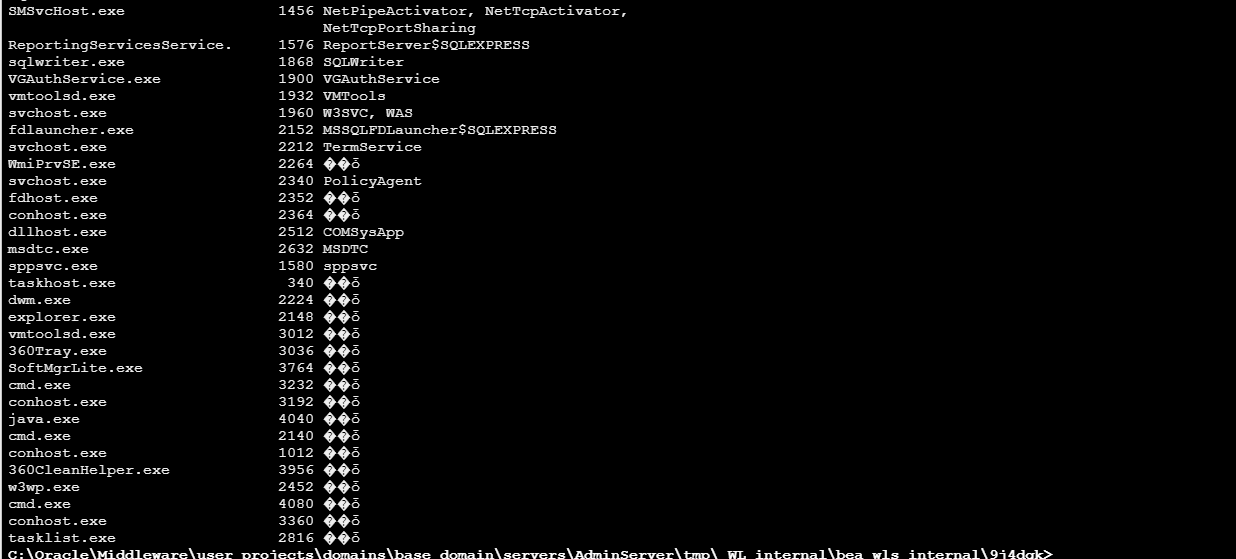 SMSvcHost.exe 1456 NetPipeActivator, NetTcpActivator,
NetTcpPortSharing
ReportingServicesService. 1576 ReportServer$SQLEXPRESS
sqlwriter.exe 1868 SQLWriter
VGAuthService.exe 1900 VGAuthService
vmtoolsd.exe 1932 VMTools
svchost.exe 1960 W3SVC, WAS
fdlauncher.exe 2152 MSSQLFDLauncher$SQLEXPRESS
svchost.exe 2212 TermService
WmiPrvSE.exe 2264 ��ȱ
svchost.exe 2340 PolicyAgent
fdhost.exe 2352 ��ȱ
conhost.exe 2364 ��ȱ
dllhost.exe 2512 COMSysApp
msdtc.exe 2632 MSDTC
sppsvc.exe 1580 sppsvc
taskhost.exe 340 ��ȱ
dwm.exe 2224 ��ȱ
explorer.exe 2148 ��ȱ
vmtoolsd.exe 3012 ��ȱ
360Tray.exe 3036 ��ȱ
SoftMgrLite.exe 3764 ��ȱ
cmd.exe 3232 ��ȱ
conhost.exe 3192 ��ȱ
java.exe 4040 ��ȱ
cmd.exe 2140 ��ȱ
conhost.exe 1012 ��ȱ
360CleanHelper.exe 3956 ��ȱ
w3wp.exe 2452 ��ȱ
cmd.exe 4080 ��ȱ
conhost.exe 3360 ��ȱ
tasklist.exe 2816 ��ȱ
C:\Oracle\Middleware\user_projects\domains\base_domain\servers\AdminServer\tmp\_WL_internal\bea_wls_internal\9j4dqk>